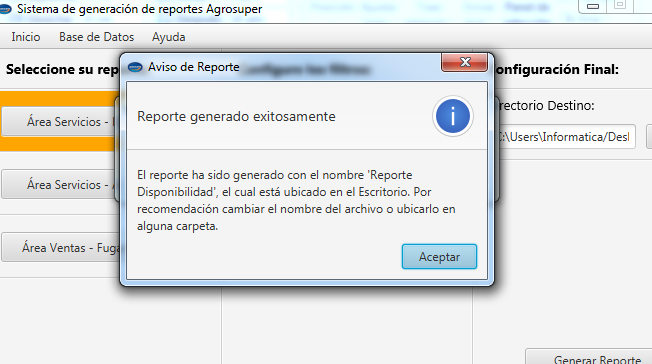 Sistema de generación de reportes Agrosuper
Inicio Base de Datos Ayuda
Seleccione su repo
onfiguración Final:
Aviso de Reporte
Reporte generado exitosamente
i
El reporte ha sido generado con el nombre 'Reporte
Disponibilidad', el cual está ubicado en el Escritorio. Por
recomendación cambiar el nombre del archivo o ubicarlo en
alguna carpeta.
Aceptar
Área Servicios -
Área Servicios - A
Área Ventas - Fuga
rectorio Destino:
:\Users\Informatica/Desl
Generar Reporte